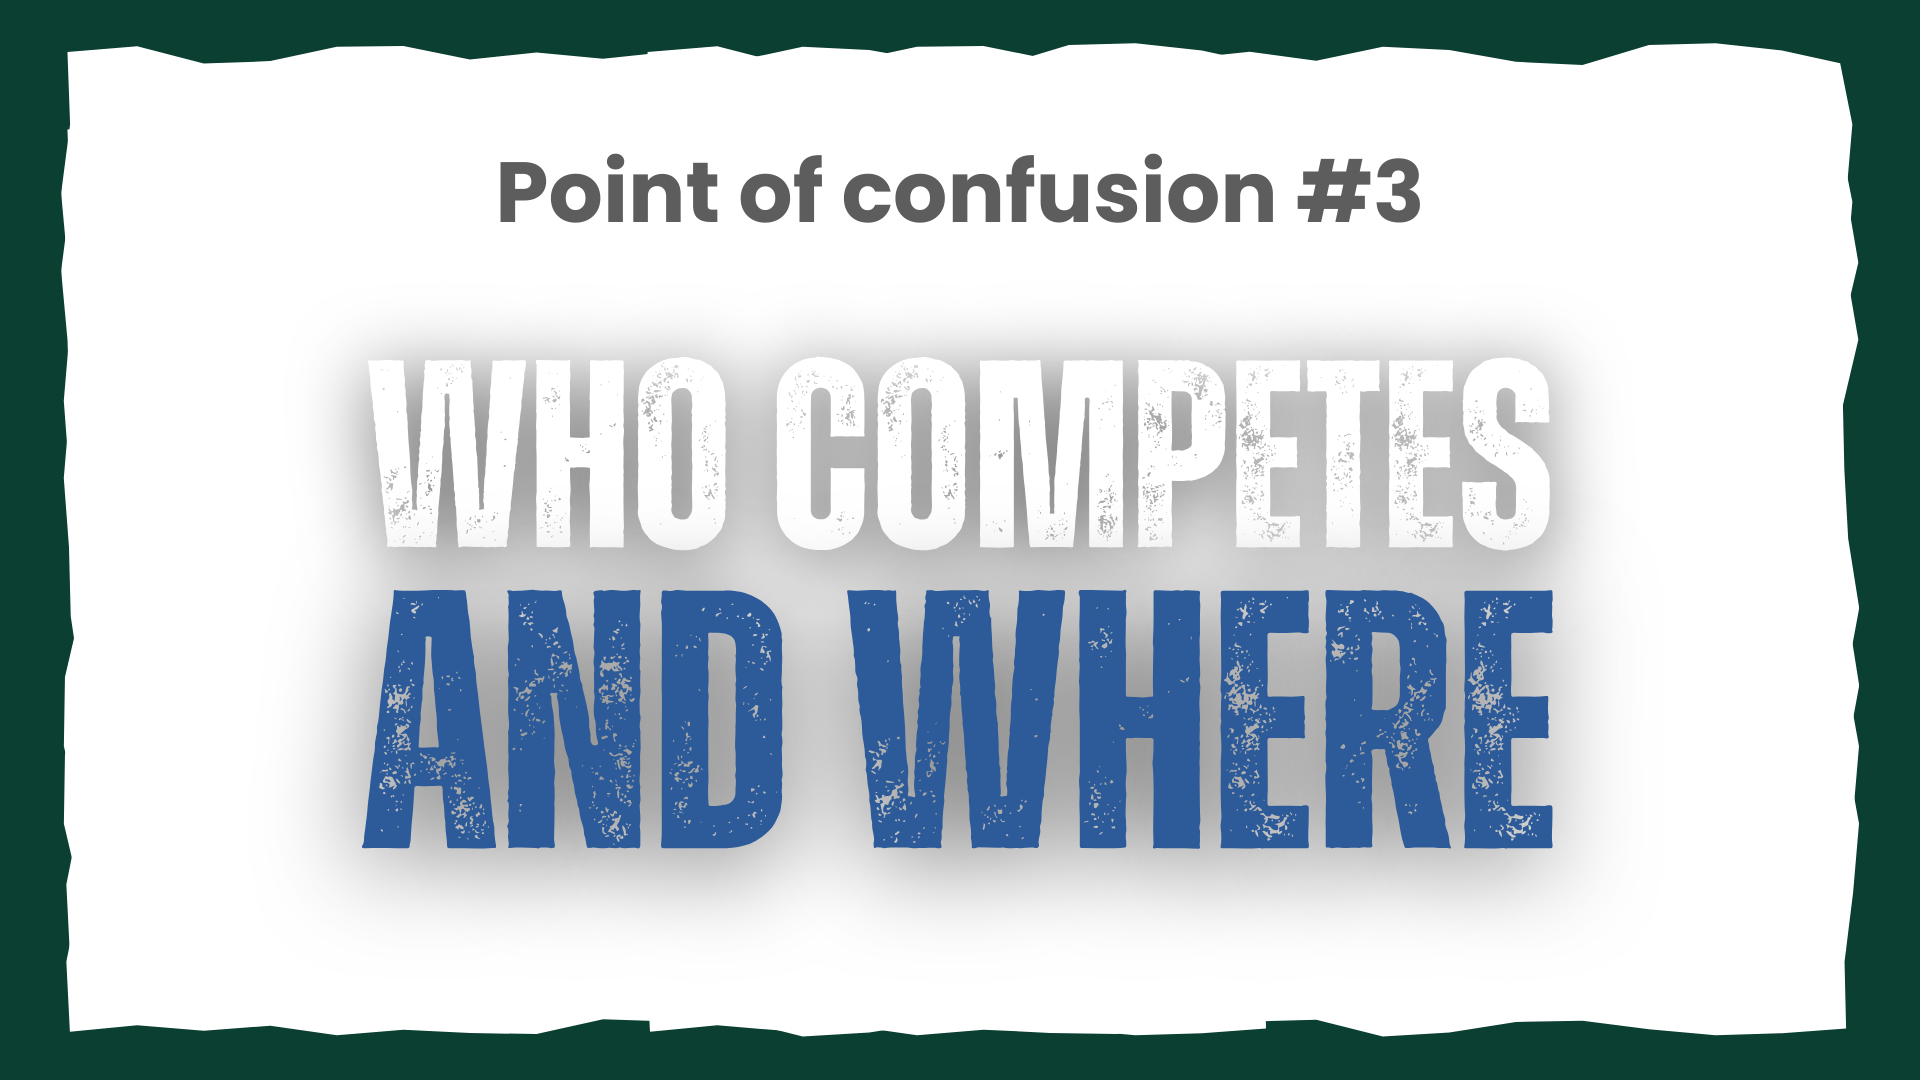 Point of confusion #3
WHO COMPETES
AND WHERE